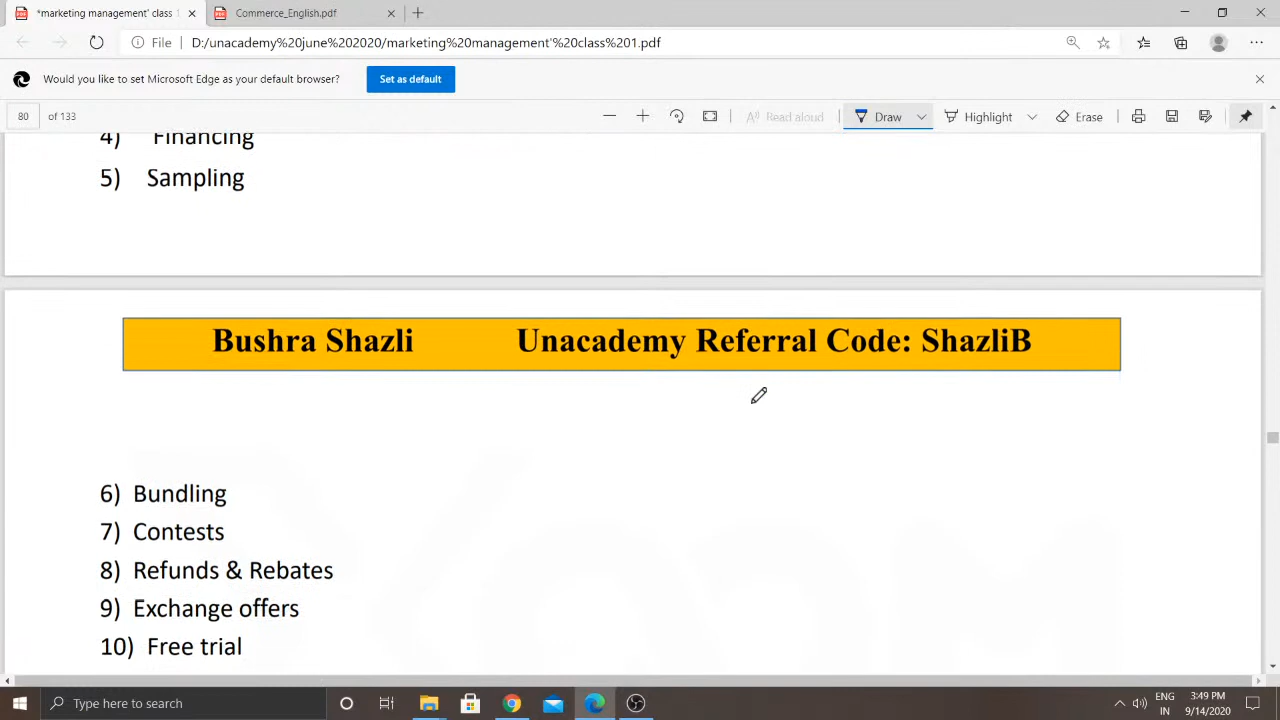 *marketing management' class
Commerce_English.pdf
File
D:/unacademy%20june%202020/marketing%20management'%20class%201.pdf
Would you like to set Microsoft Edge as your default browser?
Set as default
80 of 133
Read aloud
Draw
Highlight
Erase
4) Financing
5) Sampling
Bushra Shazli Unacademy Referral Code: ShazliB
6) Bundling
7) Contests
8) Refunds & Rebates
9) Exchange offers
10) Free trial
Type here to search
ENG
IN
3:49 PM
9/14/2020